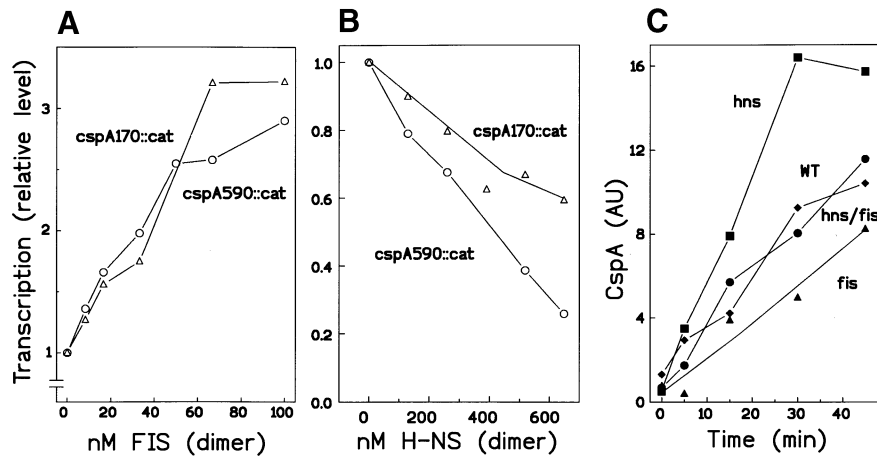 A
B
C
Transcription (relative level)
3
2
1
cspA170::cat
cspA590::cat
0
20
40
60
80
100
nM FIS (dimer)
1.0
0.8
0.6
0.4
0.2
0.0
cspA170::cat
cspA590::cat
0
200
400
600
nM H-NS (dimer)
CspA (AU)
16
12
8
4
0
hns
WT
hns/fis
fis
0
10
20
30
40
Time (min)